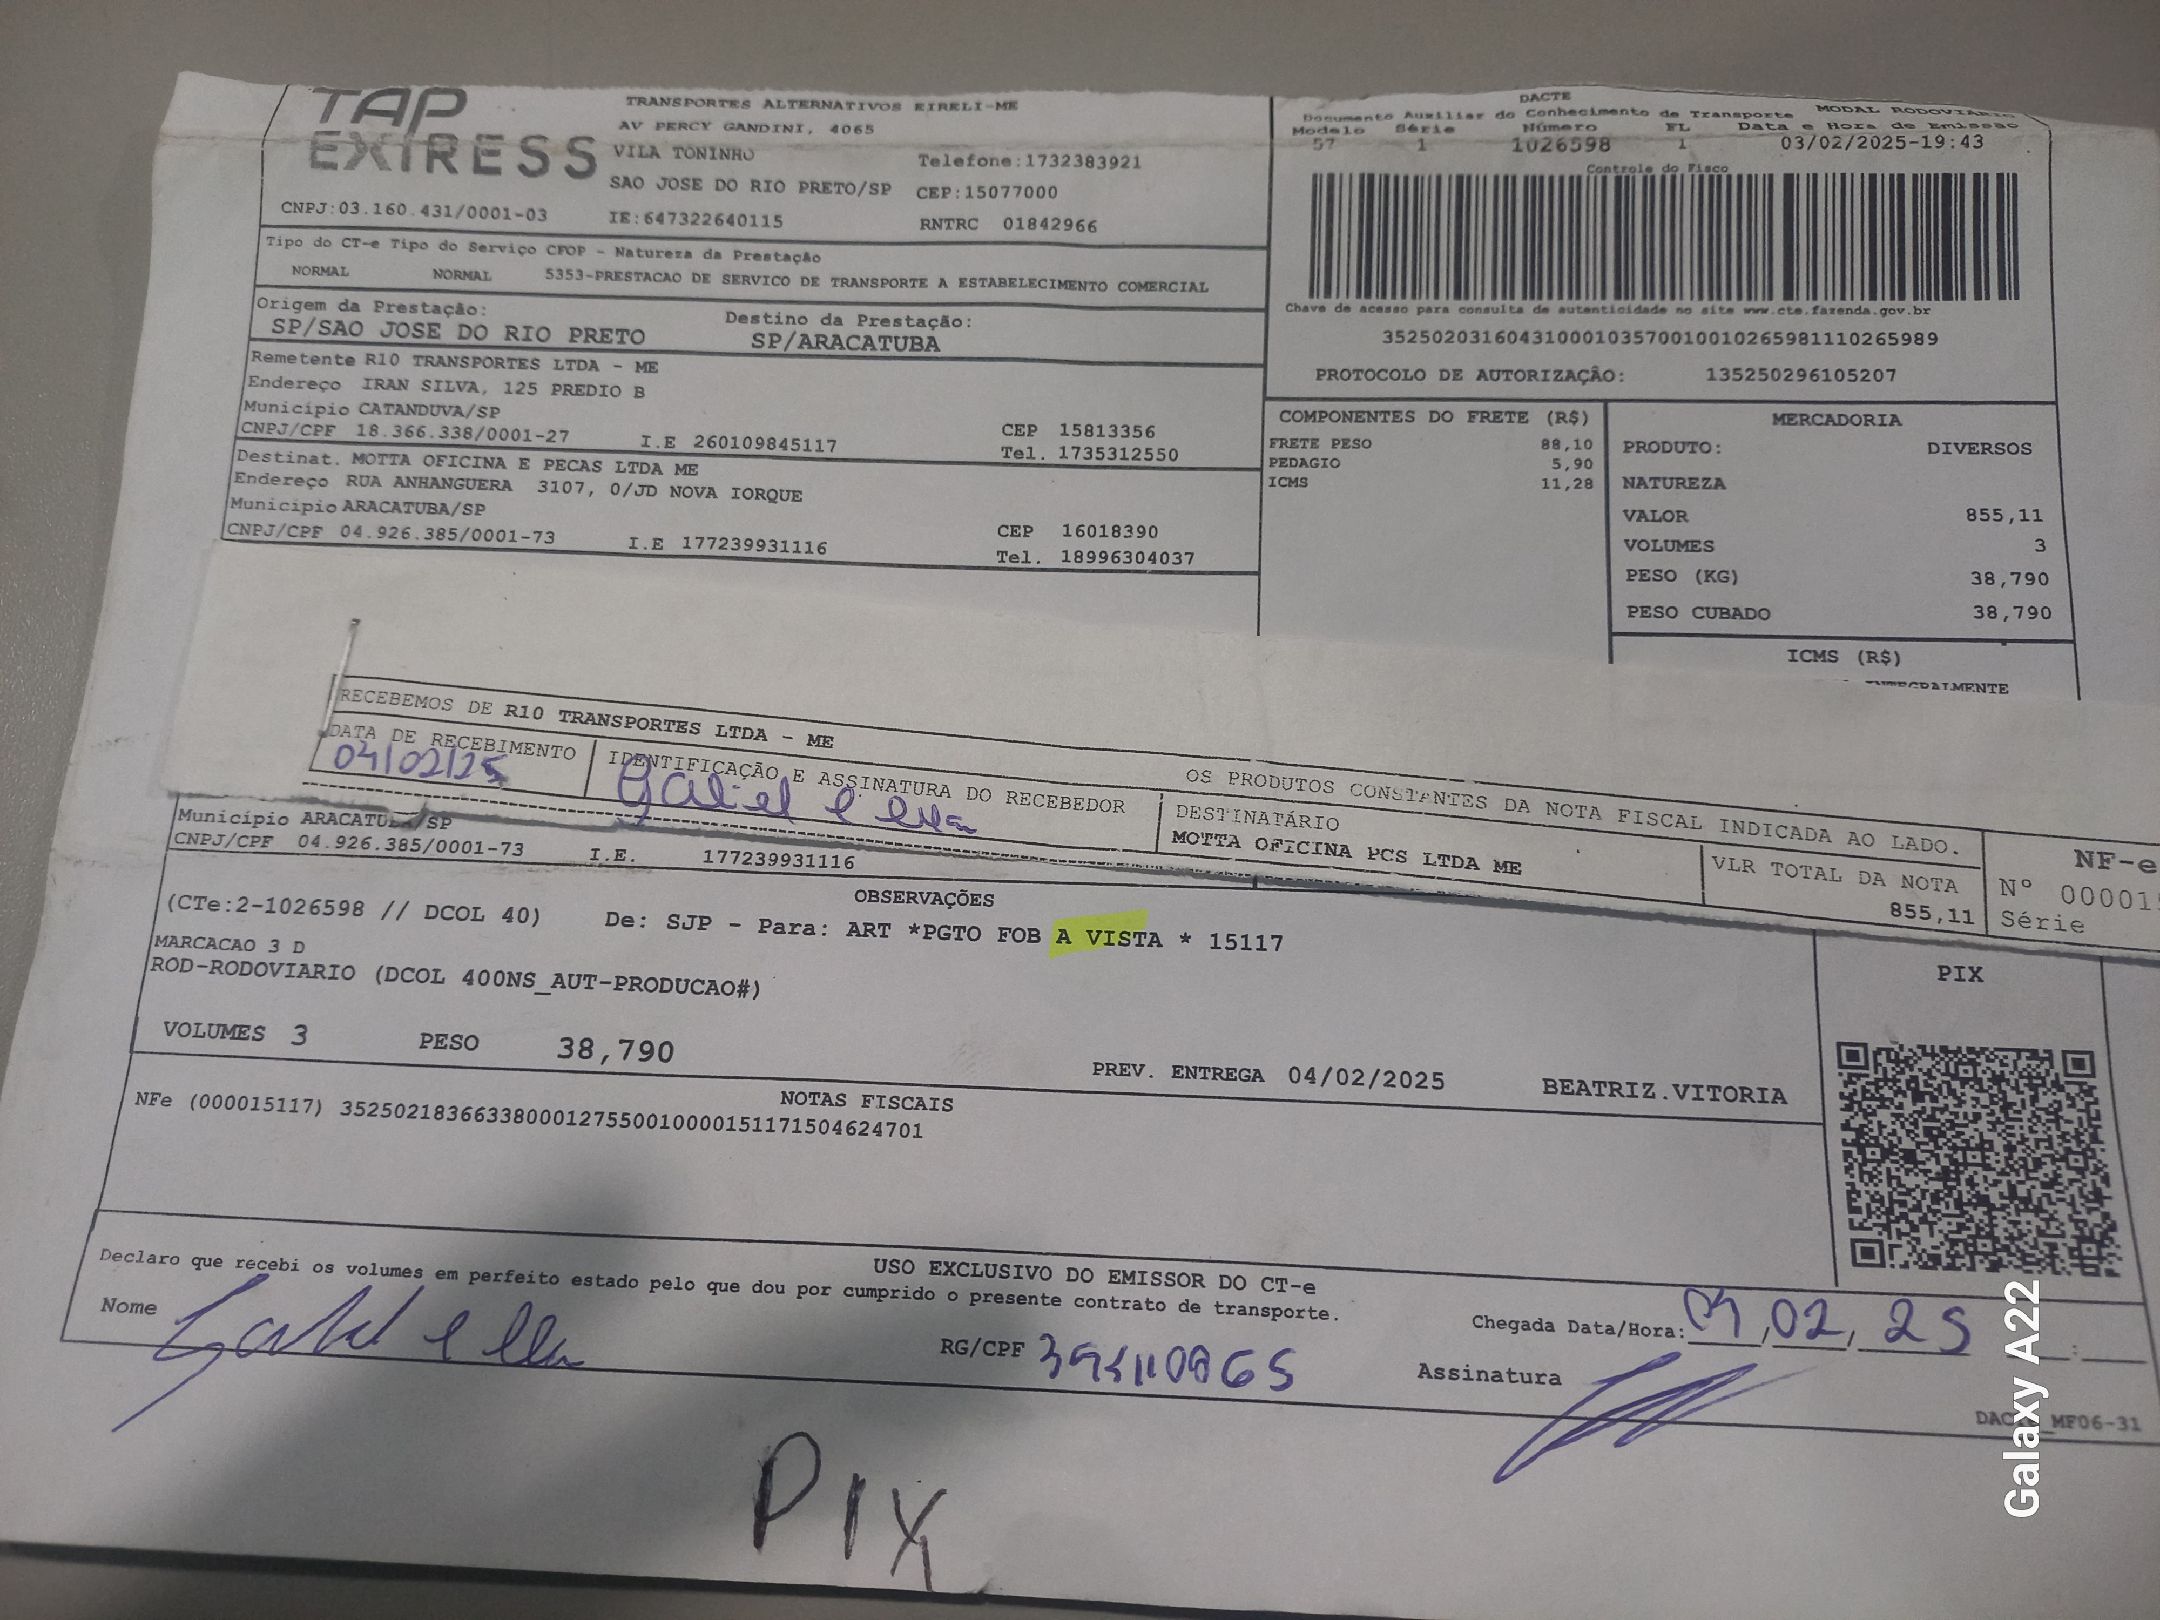 TAP
EXPRESS
TRANSPORTES ALTERNATIVOS EIRELI-ME
AV PERCY GANDINI, 4065
VILA TONINHO Telefone:1732383921
SAO JOSE DO RIO PRETO/SP CEP:15077000
CNPJ:03.160.431/0001-03 IE:647322640115 RNTRC 01842966
DACTE
Documento Auxiliar do Conhecimento de Transporte MODAL RODOVIARIO
Modelo Série Número FL Data e Hora de Emissao
57 1 1026598 1 03/02/2025-19:43
Controle do Fisco
Chave de acesso para consulta de autenticidade no site www.cte.fazenda.gov.br
35250203160431000103570010010265981110265989
PROTOCOLO DE AUTORIZAÇÃO: 135250296105207
Tipo do CT-e Tipo do Serviço CFOP - Natureza da Prestação
NORMAL NORMAL 5353-PRESTACAO DE SERVICO DE TRANSPORTE A ESTABELECIMENTO COMERCIAL
Origem da Prestação: Destino da Prestação:
SP/SAO JOSE DO RIO PRETO SP/ARACATUBA
Remetente R10 TRANSPORTES LTDA - ME
Endereço IRAN SILVA, 125 PREDIO B
Município CATANDUVA/SP CEP 15813356
CNPJ/CPF 18.366.338/0001-27 I.E 260109845117 Tel. 1735312550
Destinat. MOTTA OFICINA E PECAS LTDA ME
Endereço RUA ANHANGUERA 3107, 0/JD NOVA IORQUE
Município ARACATUBA/SP CEP 16018390
CNPJ/CPF 04.926.385/0001-73 I.E 177239931116 Tel. 18996304037
COMPONENTES DO FRETE (R$)
FRETE PESO 88,10
PEDAGIO 5,90
ICMS 11,28
MERCADORIA
PRODUTO: DIVERSOS
NATUREZA
VALOR 855,11
VOLUMES 3
PESO (KG) 38,790
PESO CUBADO 38,790
ICMS (R$)
INTEGRALMENTE
RECEBEMOS DE R10 TRANSPORTES LTDA - ME OS PRODUTOS CONSTANTES DA NOTA FISCAL INDICADA AO LADO.
DATA DE RECEBIMENTO IDENTIFICAÇÃO E ASSINATURA DO RECEBEDOR DESTINATÁRIO VLR TOTAL DA NOTA
04/02/25 MOTTA OFICINA PCS LTDA ME 855,11
NF-e
Nº 00001
Série
Município ARACATUBA/SP
CNPJ/CPF 04.926.385/0001-73 I.E. 177239931116
OBSERVAÇÕES
(CTe:2-1026598 // DCOL 40) De: SJP - Para: ART *PGTO FOB A VISTA * 15117
MARCACAO 3 D
ROD-RODOVIARIO (DCOL 400NS_AUT-PRODUCAO#)
VOLUMES 3 PESO 38,790
PREV. ENTREGA 04/02/2025 BEATRIZ.VITORIA
PIX
NOTAS FISCAIS
NFe (000015117) 35250218366338000127550010000151171504624701
USO EXCLUSIVO DO EMISSOR DO CT-e
Declaro que recebi os volumes em perfeito estado pelo que dou por cumprido o presente contrato de transporte.
Nome RG/CPF Chegada Data/Hora: 04, 02, 25 :
Assinatura
PIX
Galaxy A22